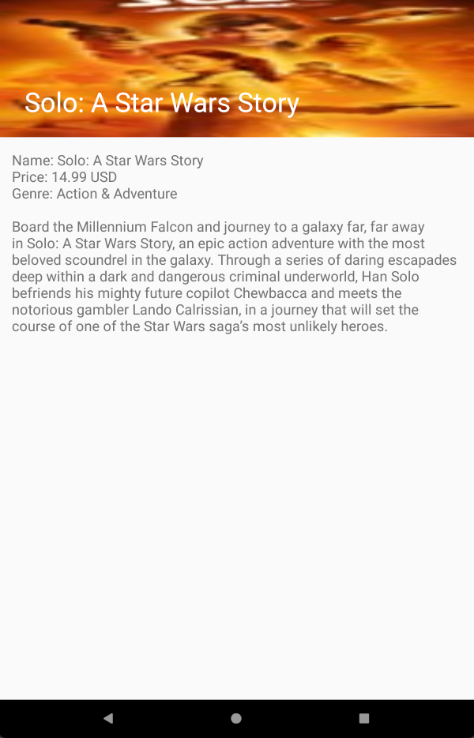 Solo: A Star Wars Story
Name: Solo: A Star Wars Story
Price: 14.99 USD
Genre: Action & Adventure
Board the Millennium Falcon and journey to a galaxy far, far away
in Solo: A Star Wars Story, an epic action adventure with the most
beloved scoundrel in the galaxy. Through a series of daring escapades
deep within a dark and dangerous criminal underworld, Han Solo
befriends his mighty future copilot Chewbacca and meets the
notorious gambler Lando Calrissian, in a journey that will set the
course of one of the Star Wars saga’s most unlikely heroes.